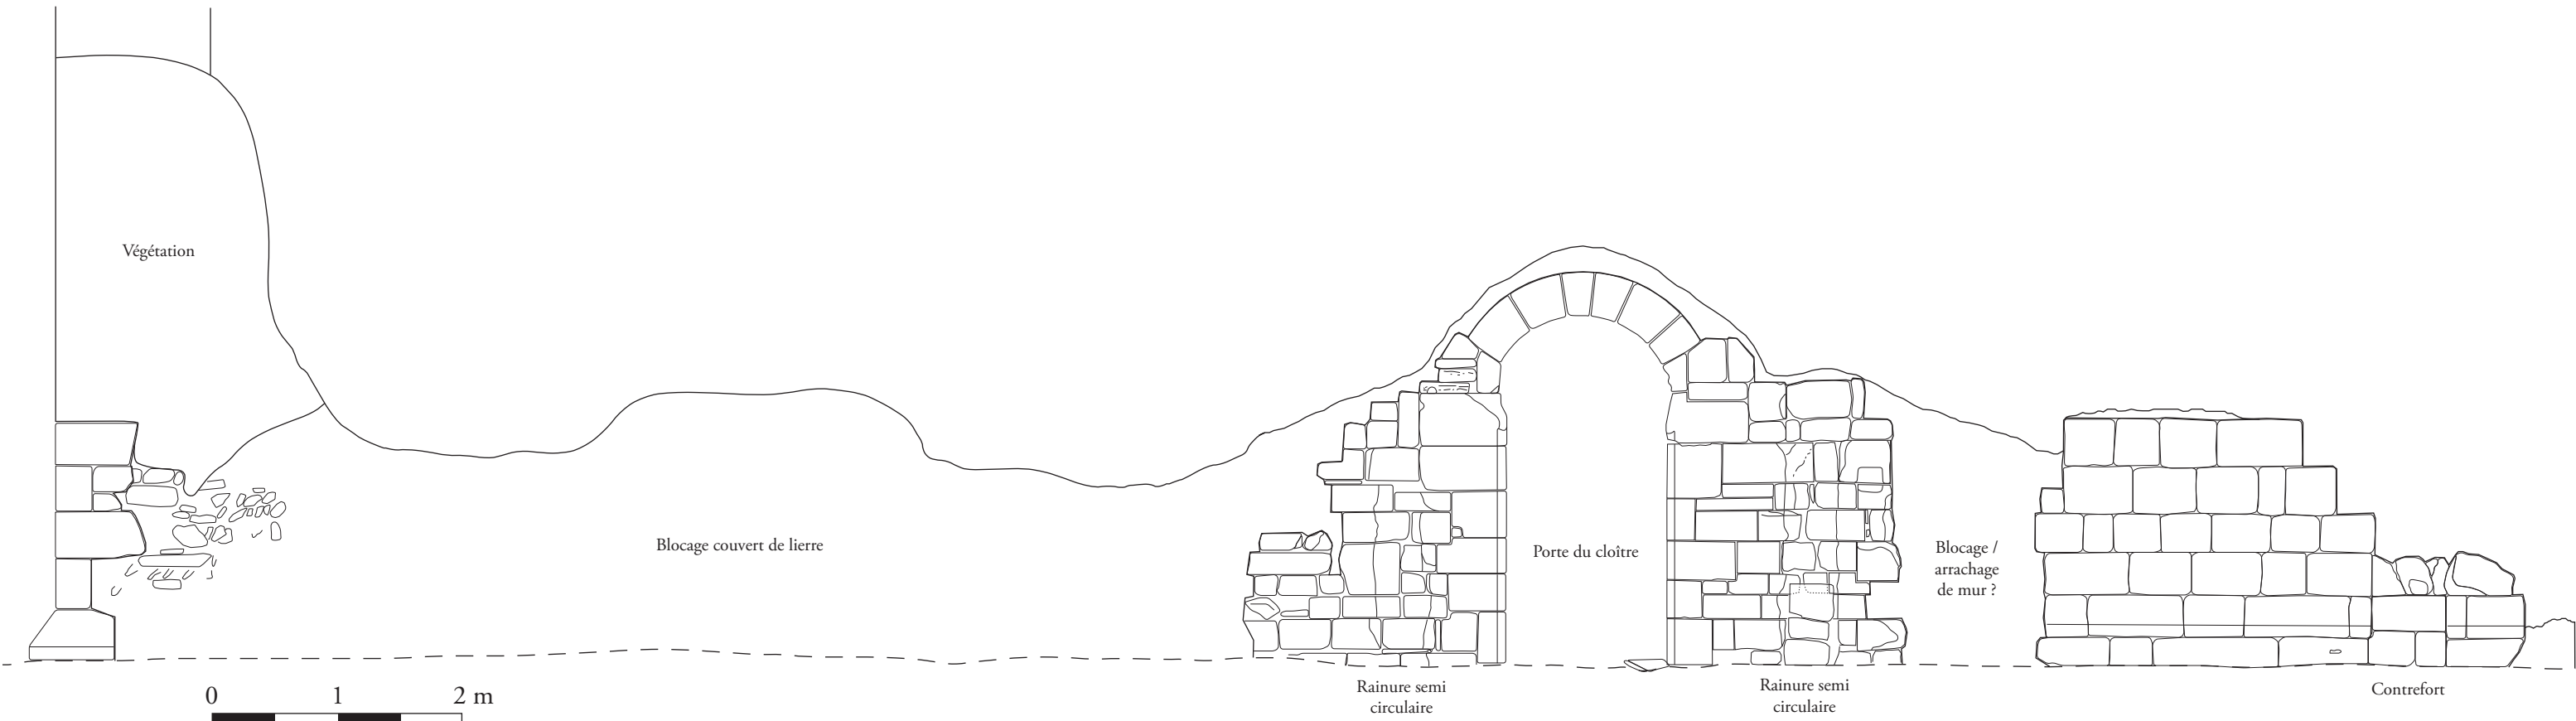 Végétation
Blocage couvert de lierre
Porte du cloître
Blocage /
arrachage
de mur ?
Rainure semi
circulaire
Rainure semi
circulaire
Contrefort
0 1 2 m